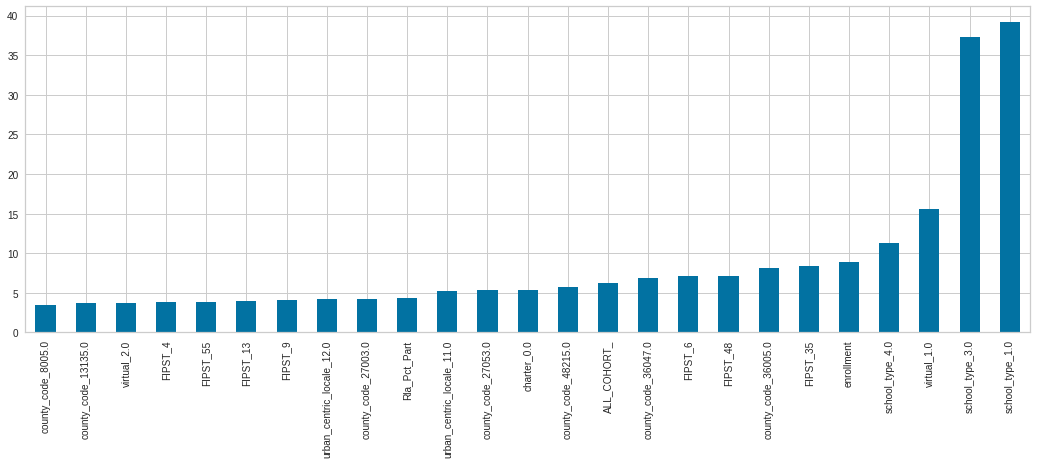 40
35
30
25
20
15
10
5
0
county_code_8005.0
county_code_13135.0
virtual_2.0
FIPST_4
FIPST_55
FIPST_13
FIPST_9
urban_centric_locale_12.0
county_code_27003.0
Rla_Pct_Part
urban_centric_locale_11.0
county_code_27053.0
charter_0.0
county_code_48215.0
ALL_COHORT_
county_code_36047.0
FIPST_6
FIPST_48
county_code_36005.0
FIPST_35
enrollment
school_type_4.0
virtual_1.0
school_type_3.0
school_type_1.0